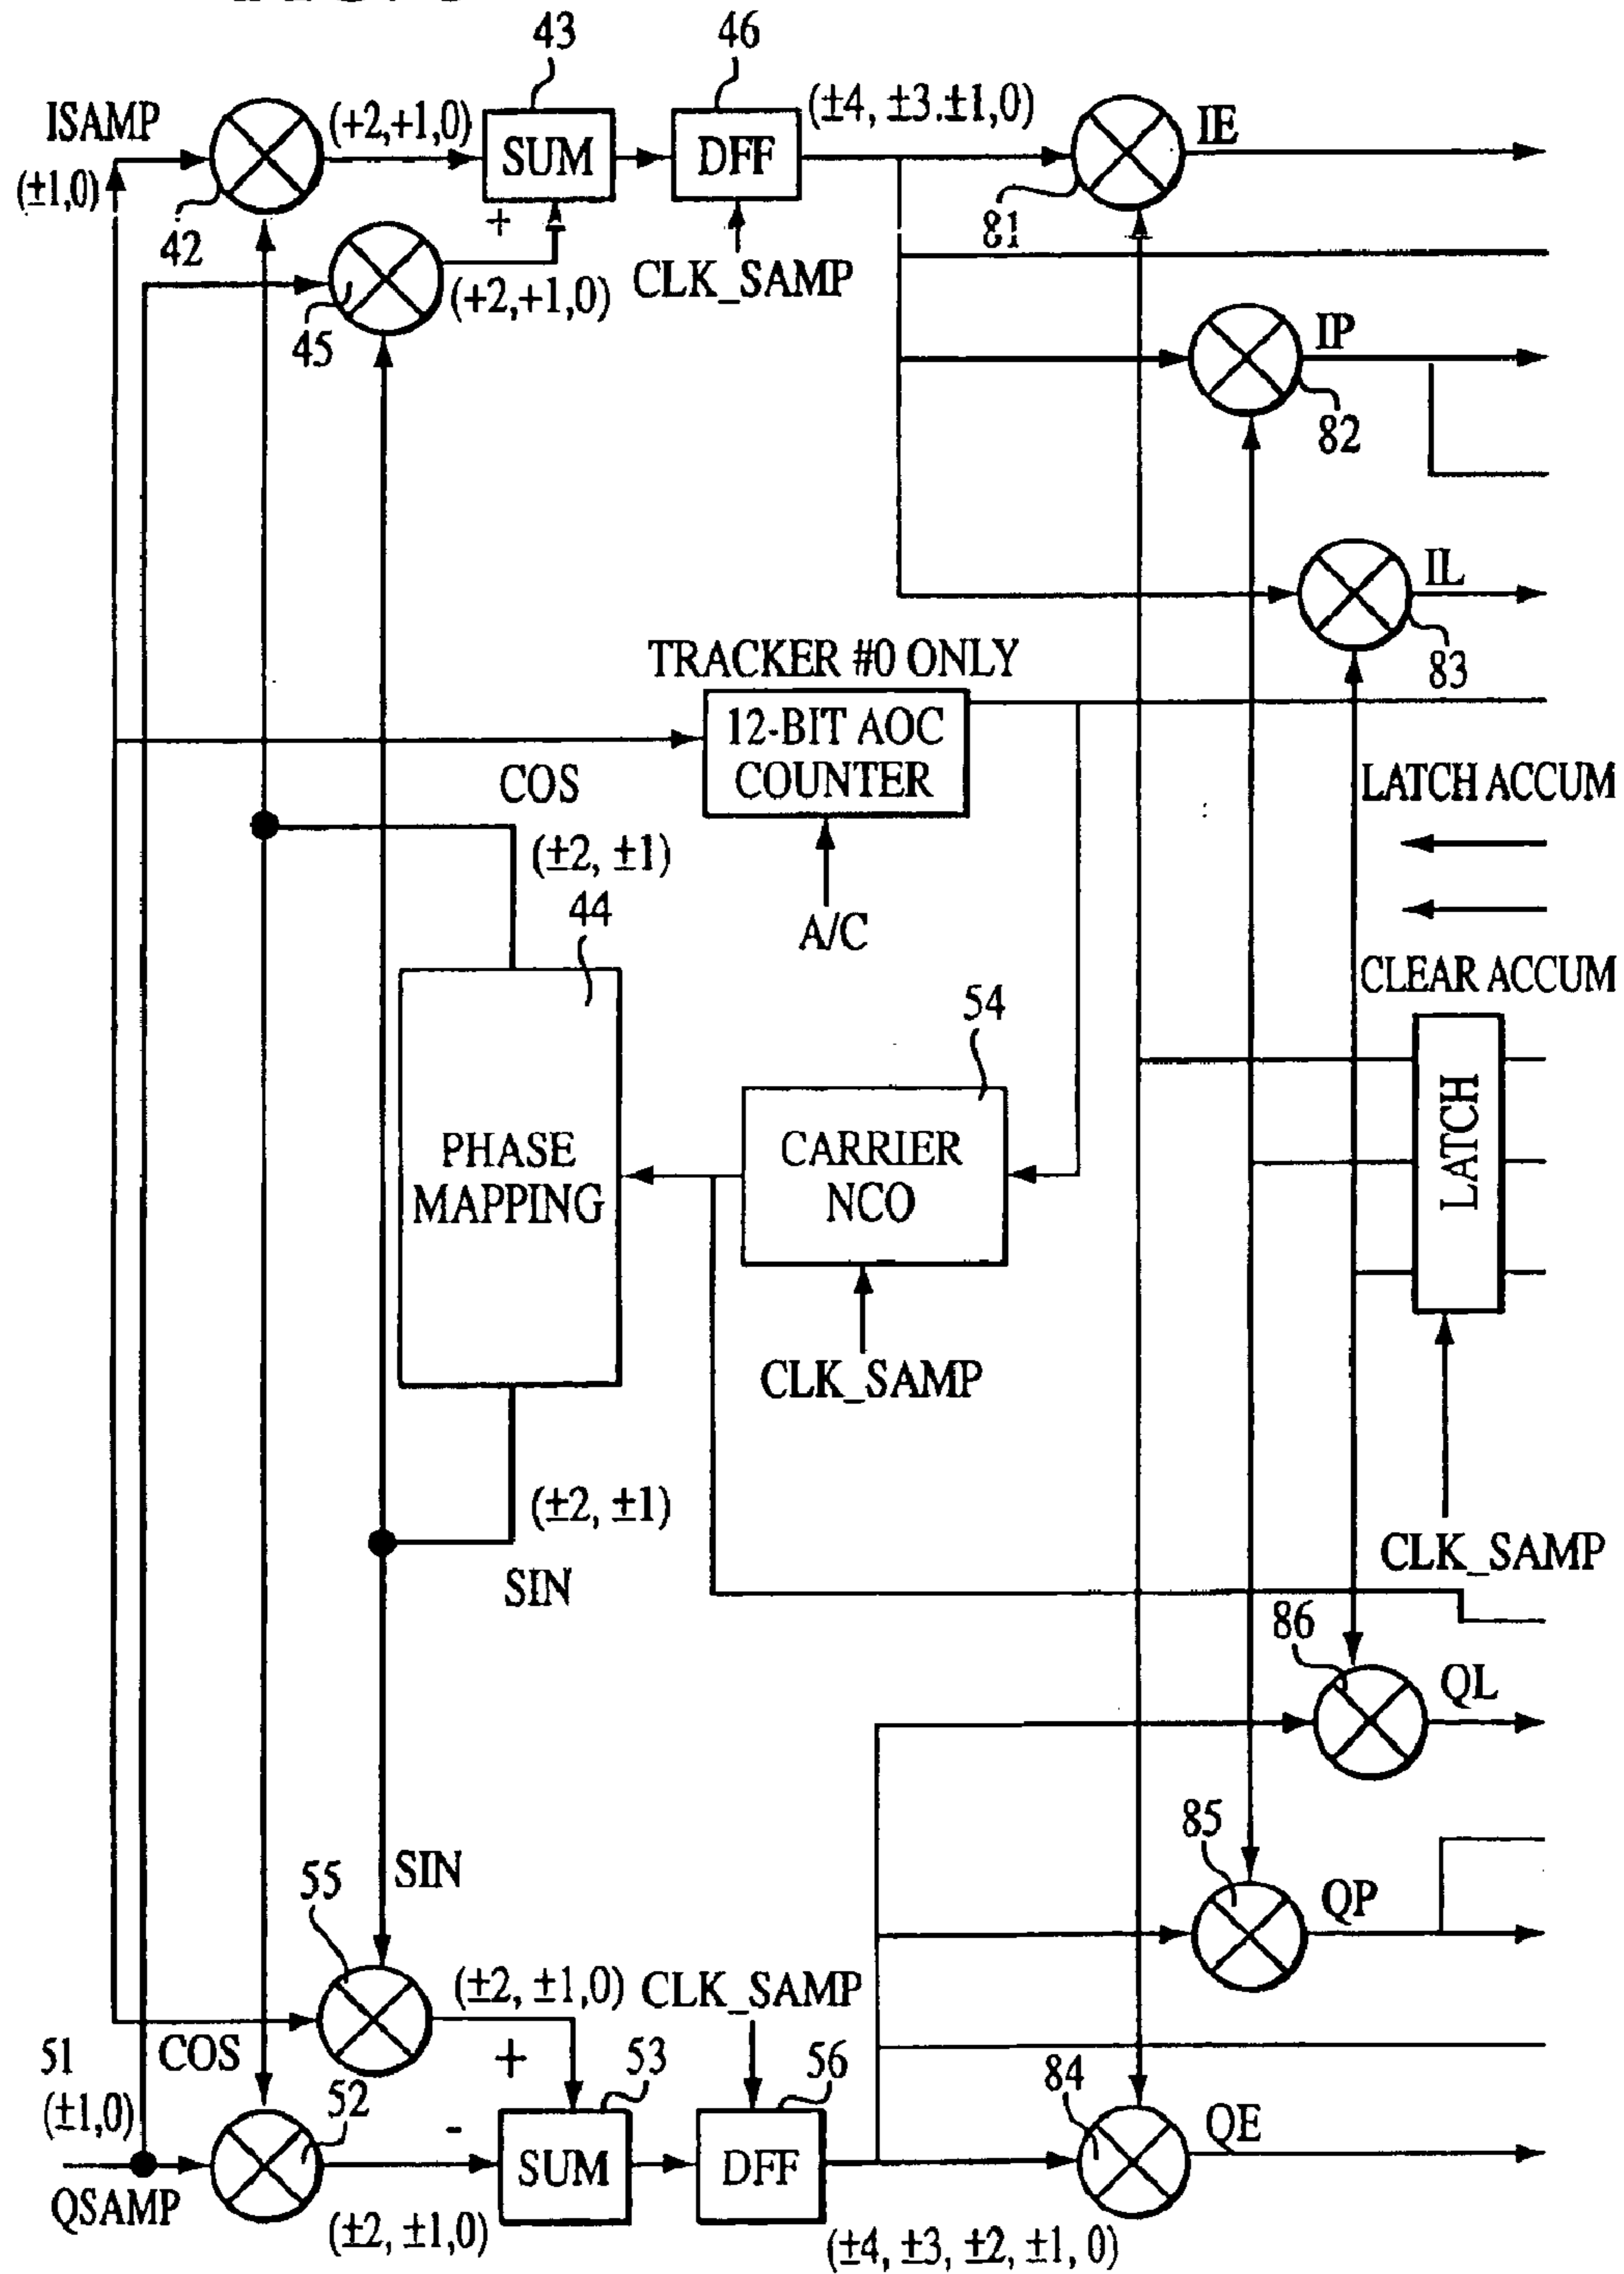 43
46
ISAMP
(+2,+1,0)
SUM
DFF
(±4, ±3.±1,0)
IE
(±1,0)
42
+
81
45
(+2,+1,0)
CLK_SAMP
IP
82
IL
83
TRACKER #0 ONLY
12-BIT AOC
COUNTER
COS
(±2, ±1)
LATCH ACCUM
44
A/C
CLEAR ACCUM
54
PHASE
MAPPING
CARRIER
NCO
LATCH
CLK_SAMP
(±2, ±1)
SIN
CLK_SAMP
86
QL
85
QP
55
SIN
(±2, ±1,0)
CLK_SAMP
51
COS
+
53
56
84
(±1,0)
52
-
SUM
DFF
QE
QSAMP
(±2, ±1,0)
(±4, ±3, ±2, ±1, 0)